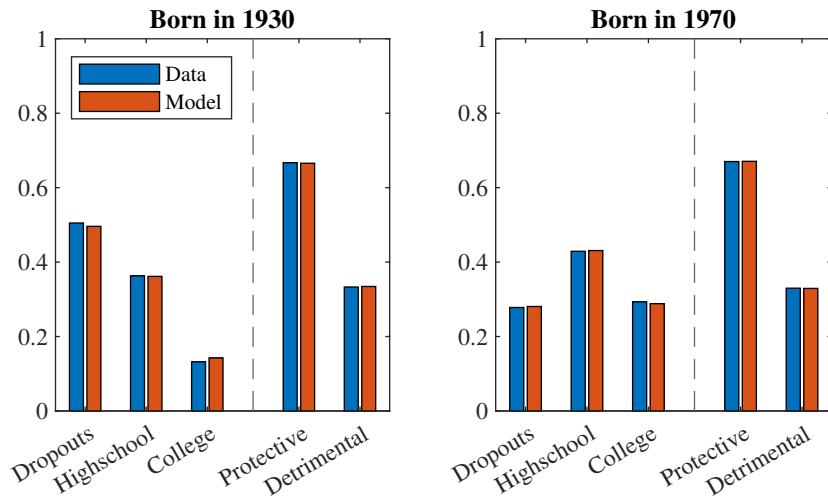 Born in 1930
1
0.8
0.6
0.4
0.2
0
Data
Model
Dropouts
Highschool
College
Protective
Detrimental
Born in 1970
1
0.8
0.6
0.4
0.2
0
Dropouts
Highschool
College
Protective
Detrimental